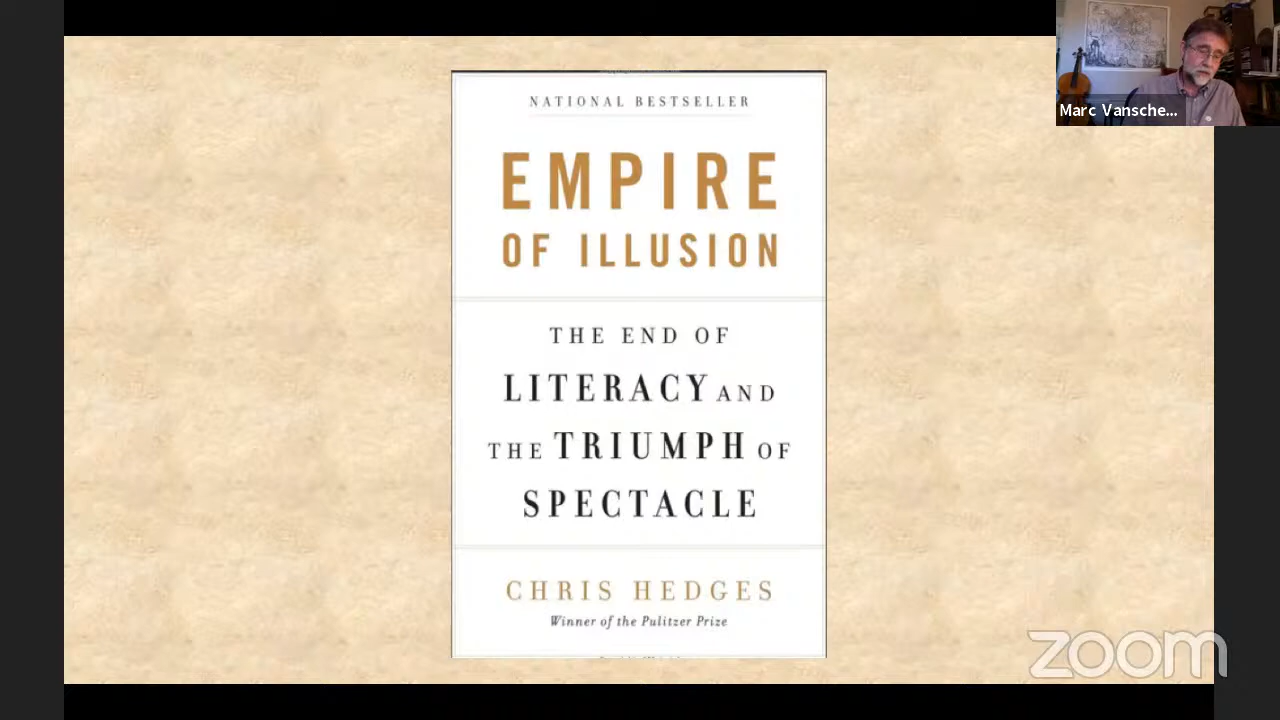 NATIONAL BESTSELLER
EMPIRE
OF ILLUSION
THE END OF
LITERACY AND
THE TRIUMPH OF
SPECTACLE
CHRIS HEDGES
Winner of the Pulitzer Prize
Marc Vansche...
zoom